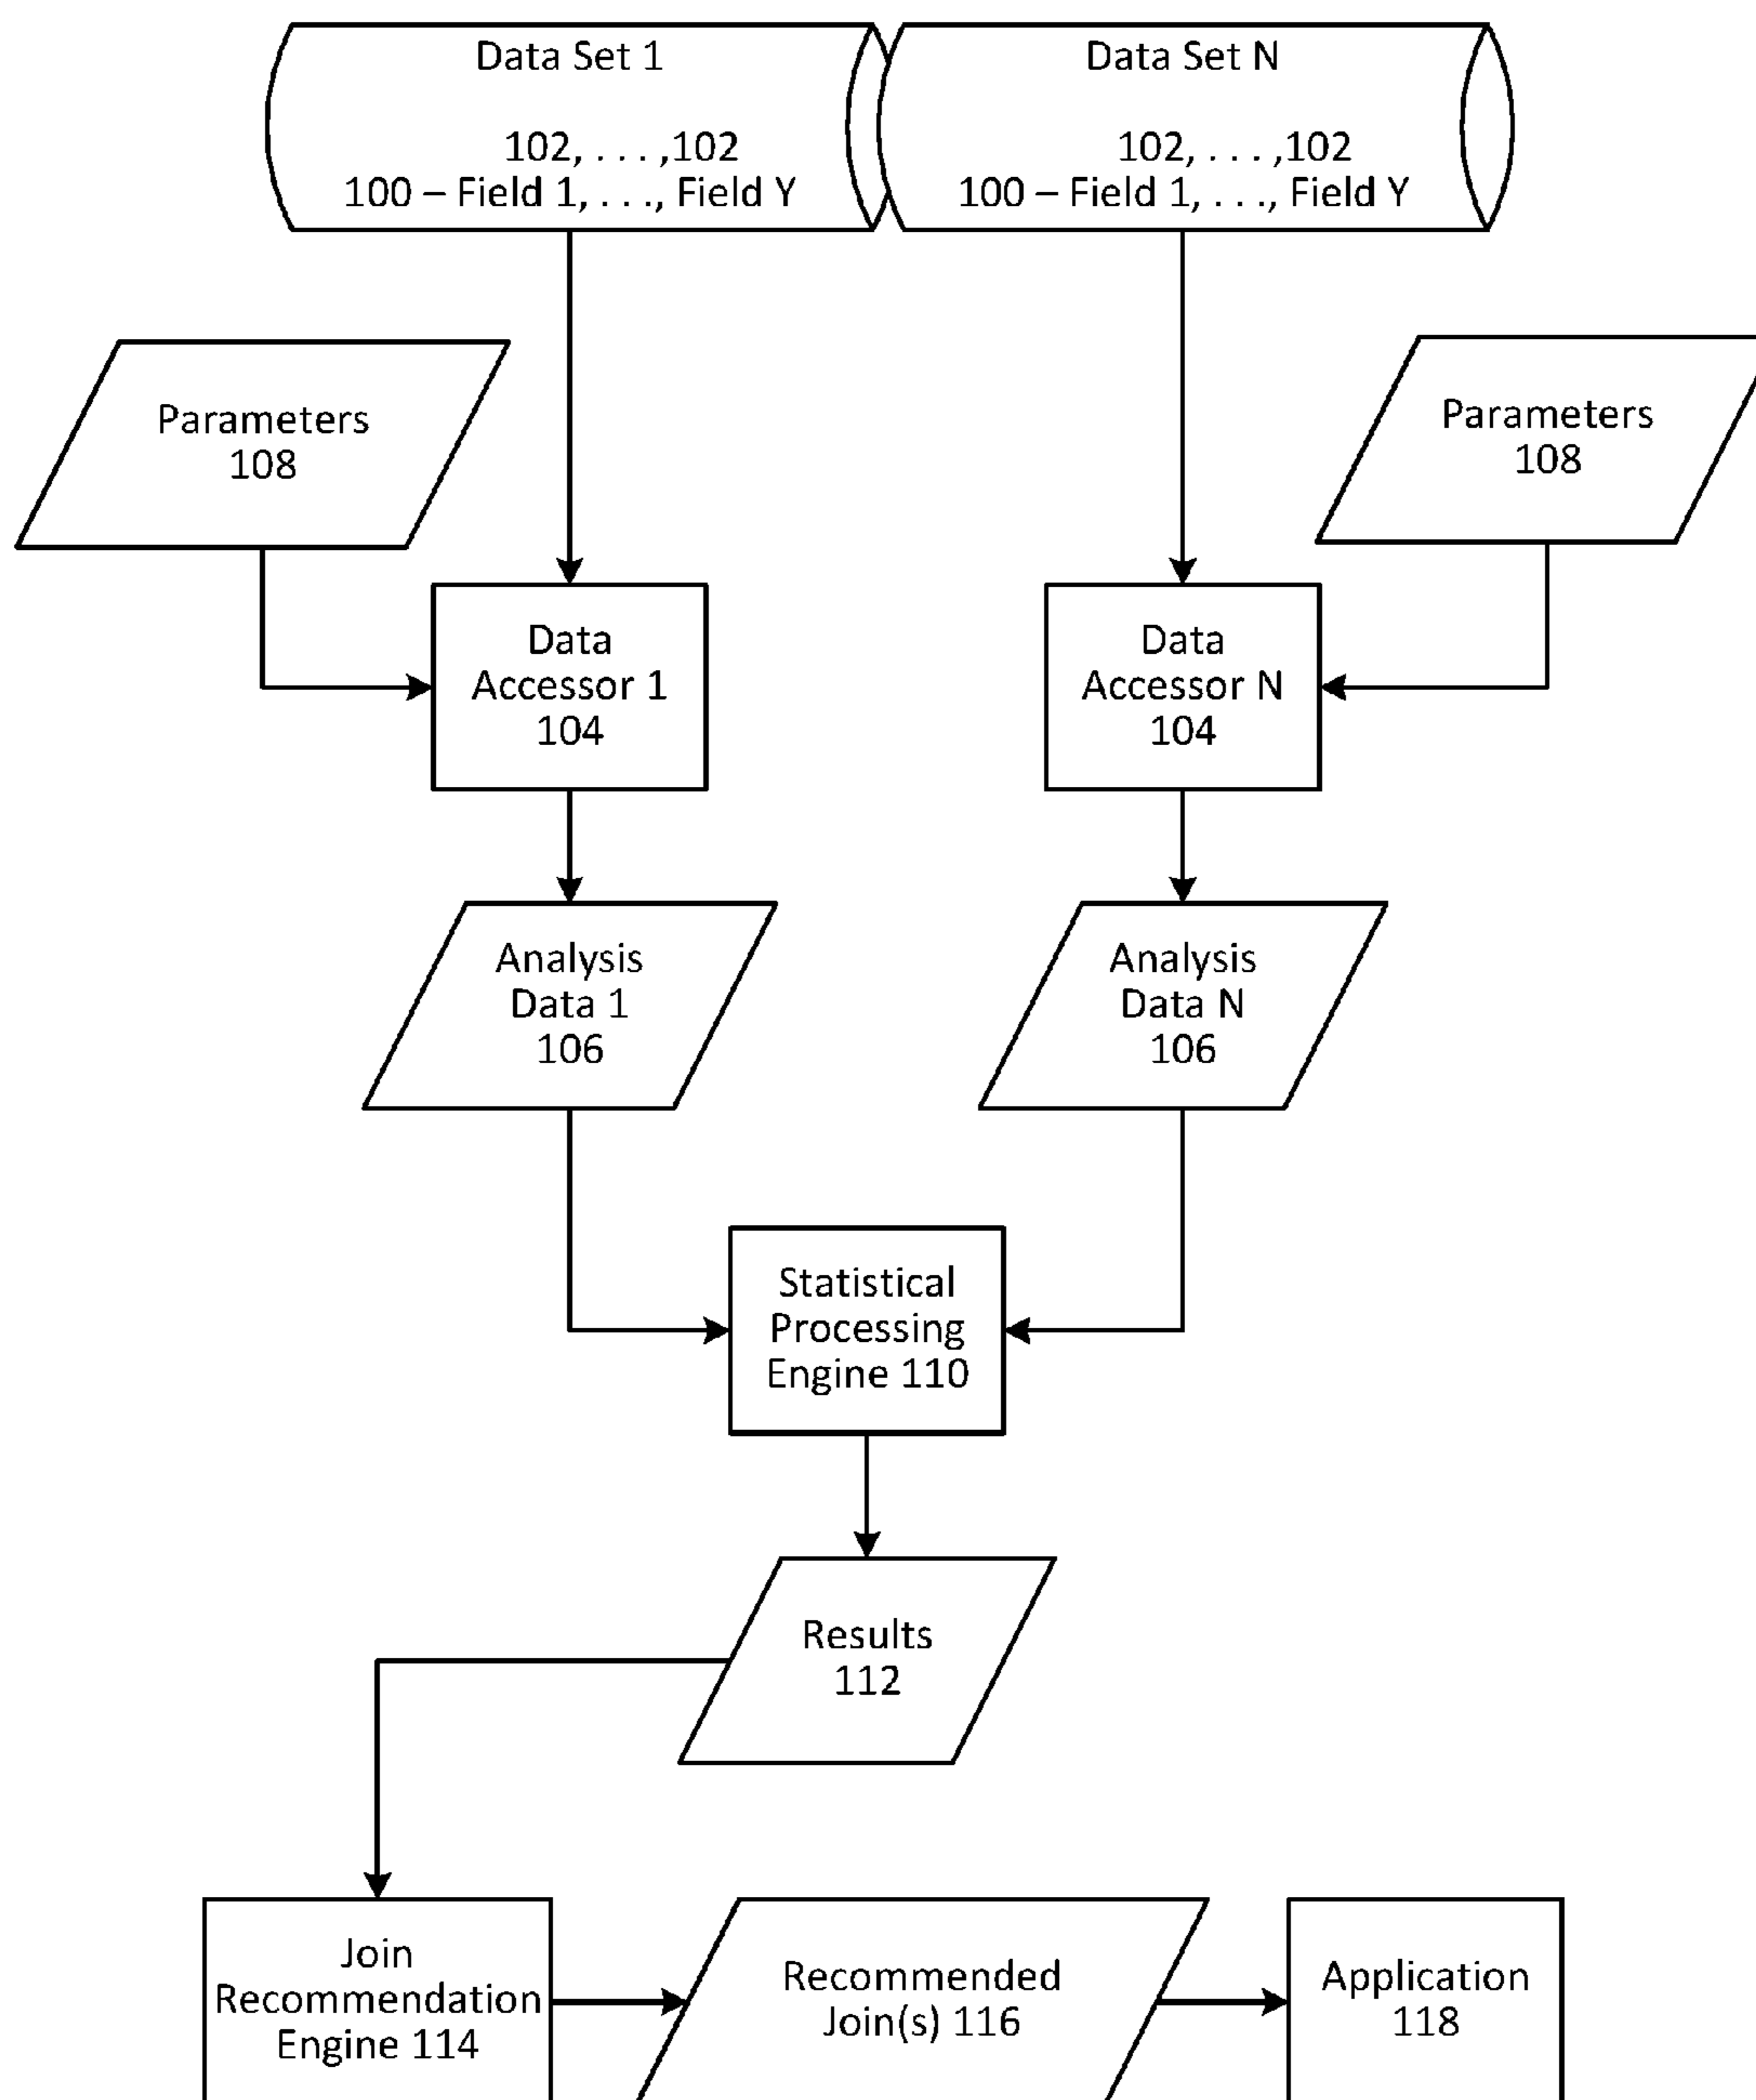 Data Set 1
102, . . . ,102
100 – Field 1, . . ., Field Y
Data Set N
102, . . . ,102
100 – Field 1, . . ., Field Y
Parameters
108
Parameters
108
Data
Accessor 1
104
Data
Accessor N
104
Analysis
Data 1
106
Analysis
Data N
106
Statistical
Processing
Engine 110
Results
112
Join
Recommendation
Engine 114
Recommended
Join(s) 116
Application
118